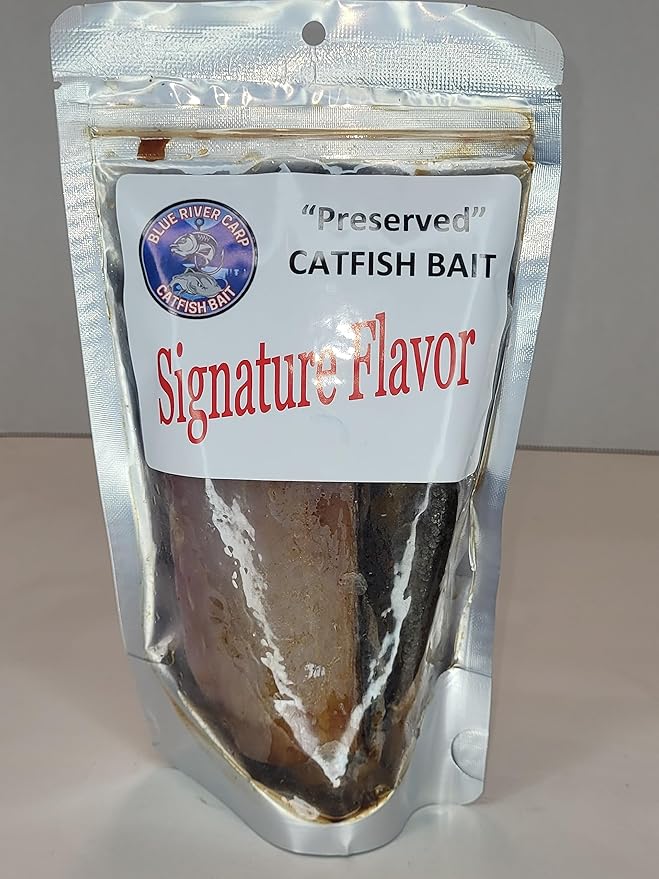 BLUE RIVER CARP
CATFISH BAIT
“Preserved”
CATFISH BAIT
Signature Flavor